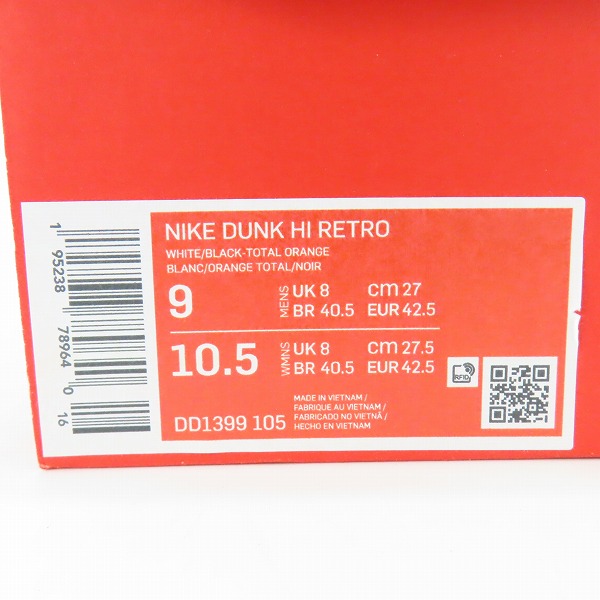 NIKE DUNK HI RETRO
WHITE/BLACK-TOTAL ORANGE
BLANC/ORANGE TOTAL/NOIR
9 MENS UK 8 CM 27
BR 40.5 EUR 42.5
10.5 WMNS UK 8 CM 27.5
BR 40.5 EUR 42.5
DD1399 105
MADE IN VIETNAM/
FABRIQUE AU VIETNAM/
FABRICADO NO VIETNÃ/
HECHO EN VIETNAM
RFID
1 95238 78964 0 16